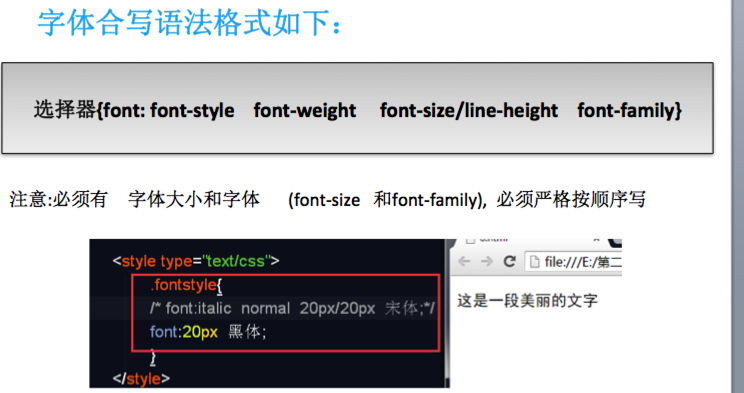 字体合写语法格式如下：
选择器{font: font-style font-weight font-size/line-height font-family}
注意:必须有 字体大小和字体 (font-size 和font-family), 必须严格按顺序写
<style type="text/css">
.fontstyle{
/* font:italic normal 20px/20px 宋体;*/
font:20px 黑体;
}
</style>
file:///E:/第二
这是一段美丽的文字